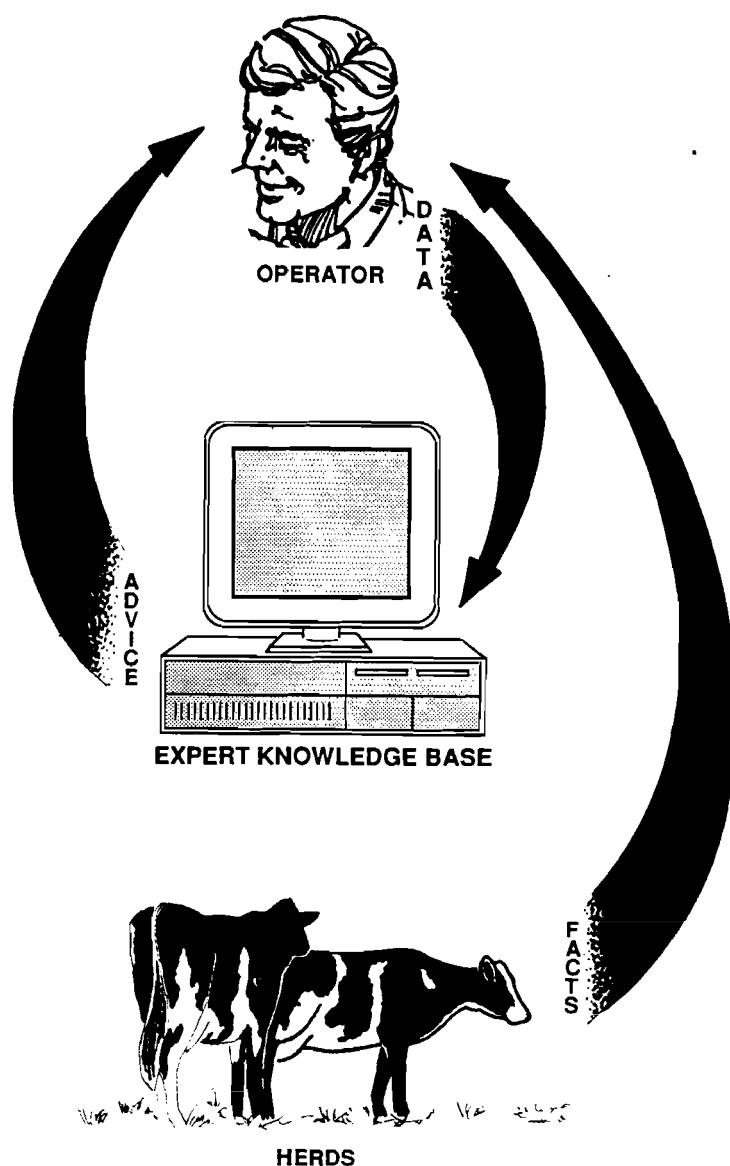 OPERATOR
DATA
ADVICE
EXPERT KNOWLEDGE BASE
FACTS
HERDS